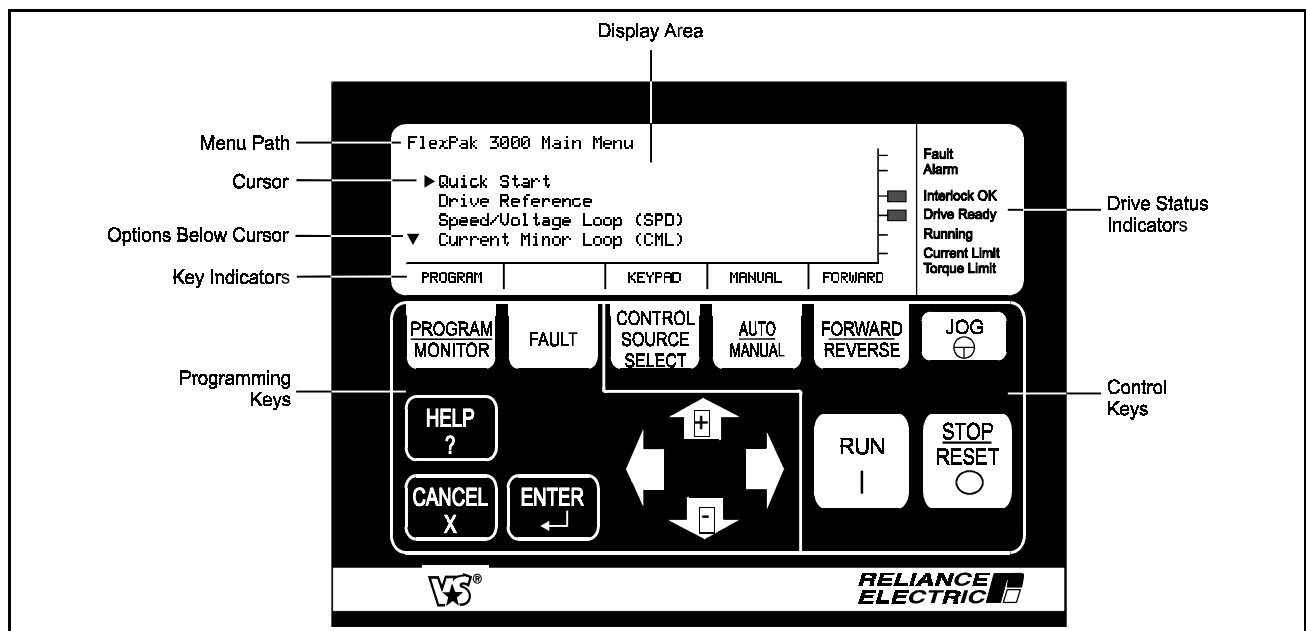 Display Area
Menu Path
FlexPak 3000 Main Menu
Cursor
▶Quick Start
Drive Reference
Speed/Voltage Loop (SPD)
Options Below Cursor
▼ Current Minor Loop (CML)
Key Indicators
PROGRAM
KEYPAD
MANUAL
FORWARD
Fault
Alarm
Interlock OK
Drive Ready
Running
Current Limit
Torque Limit
Drive Status
Indicators
PROGRAM
MONITOR
FAULT
CONTROL
SOURCE
SELECT
AUTO
MANUAL
FORWARD
REVERSE
JOG
Programming
Keys
HELP
?
CANCEL
X
ENTER
+
-
RUN
I
STOP
RESET
O
Control
Keys
VS®
RELIANCE
ELECTRIC